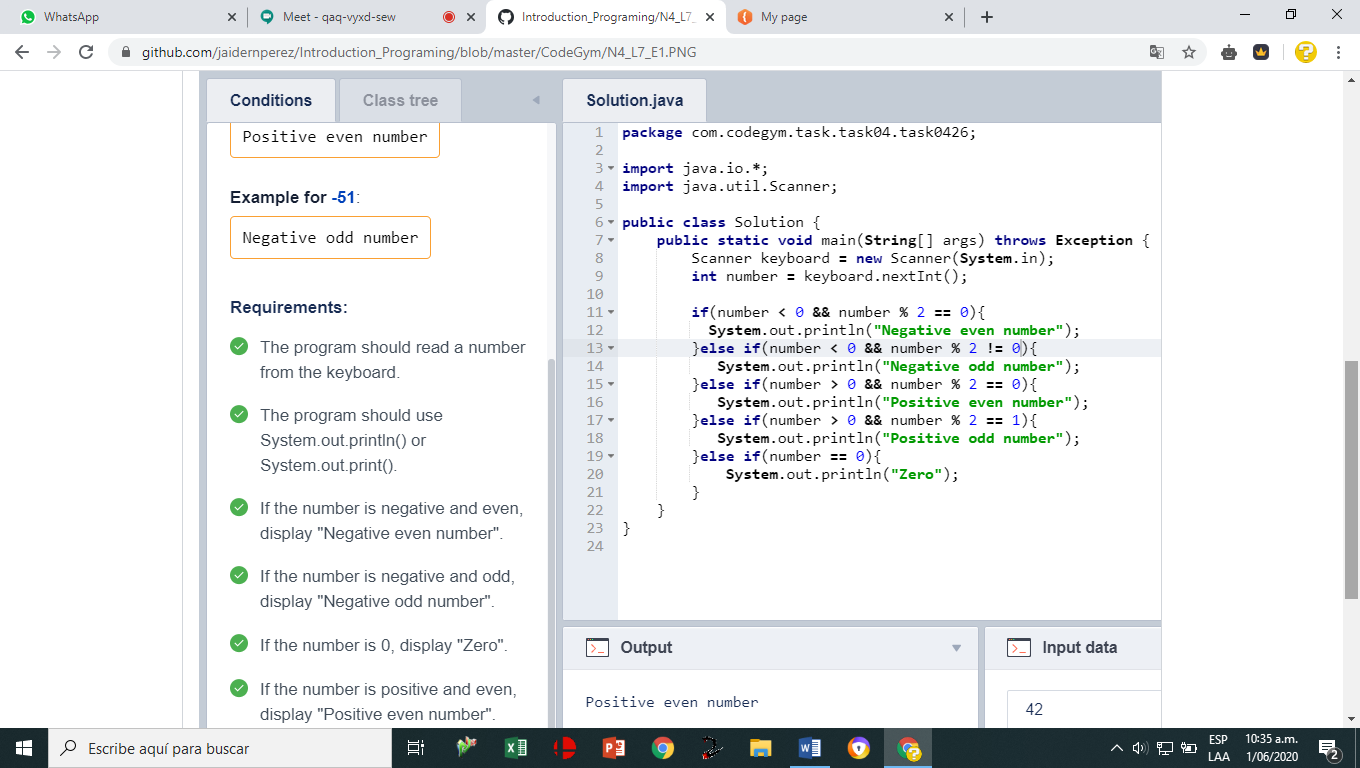 WhatsApp
Meet - qaq-vyxd-sew
Introduction_Programing/N4_L7_
My page
github.com/jaidernperez/Introduction_Programing/blob/master/CodeGym/N4_L7_E1.PNG
Conditions
Class tree
Positive even number
Example for -51:
Negative odd number
Requirements:
The program should read a number
from the keyboard.
The program should use
System.out.println() or
System.out.print().
If the number is negative and even,
display "Negative even number".
If the number is negative and odd,
display "Negative odd number".
If the number is 0, display "Zero".
If the number is positive and even,
display "Positive even number".
Solution.java
1 package com.codegym.task.task04.task0426;
2
3 import java.io.*;
4 import java.util.Scanner;
5
6 public class Solution {
7 public static void main(String[] args) throws Exception {
8 Scanner keyboard = new Scanner(System.in);
9 int number = keyboard.nextInt();
10
11 if(number < 0 && number % 2 == 0){
12 System.out.println("Negative even number");
13 }else if(number < 0 && number % 2 != 0){
14 System.out.println("Negative odd number");
15 }else if(number > 0 && number % 2 == 0){
16 System.out.println("Positive even number");
17 }else if(number > 0 && number % 2 == 1){
18 System.out.println("Positive odd number");
19 }else if(number == 0){
20 System.out.println("Zero");
21 }
22 }
23 }
24
Output
Positive even number
Input data
42
Escribe aquí para buscar
ESP
LAA
10:35 a.m.
1/06/2020
2